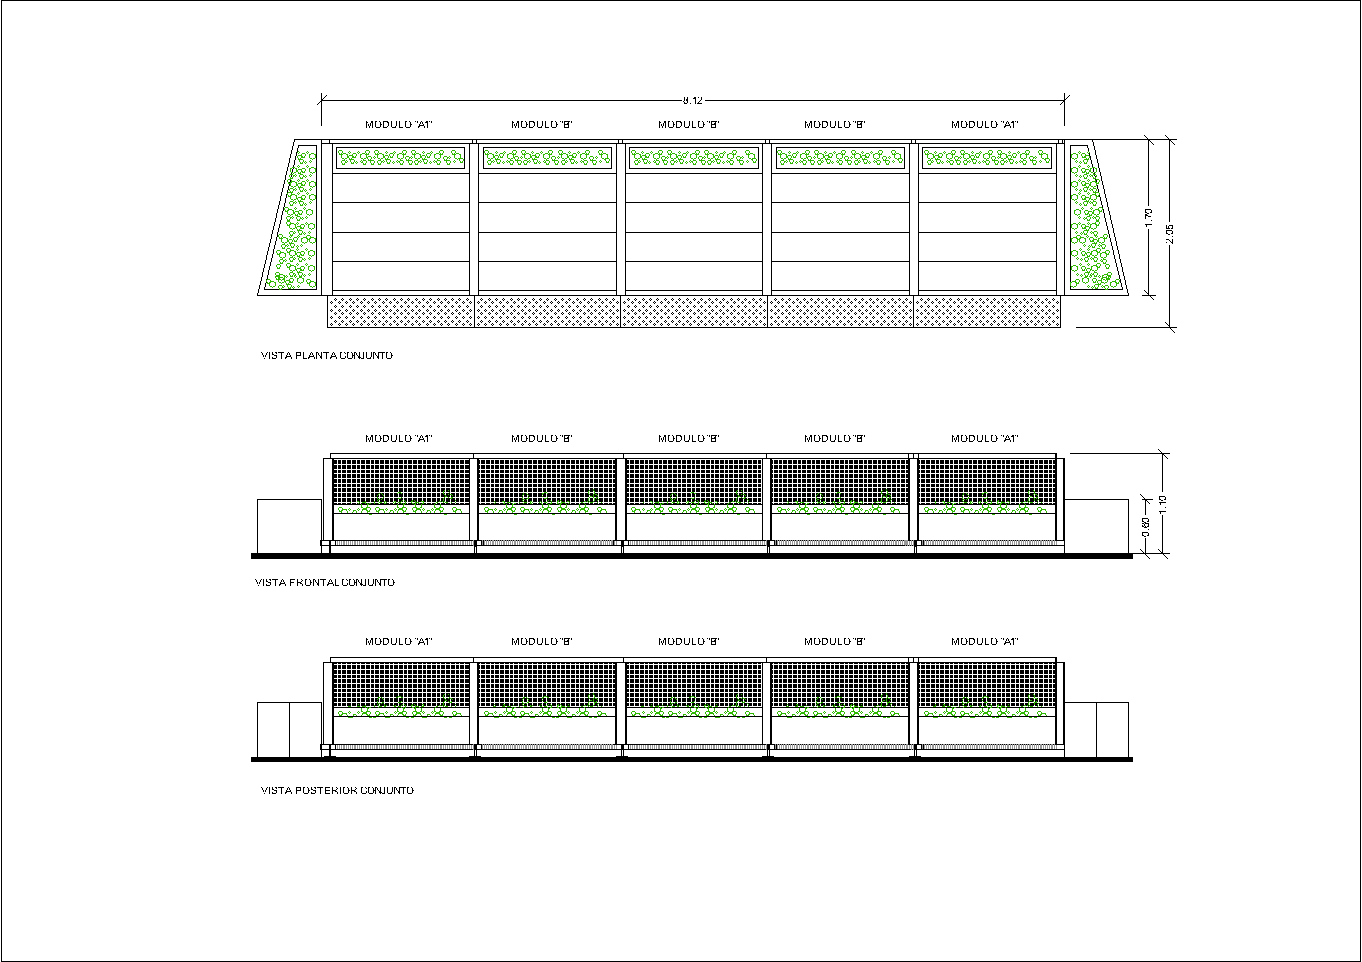 8.12
MODULO "A1" MODULO "B" MODULO "B" MODULO "B" MODULO "A1"
1.70
2.05
VISTA PLANTA CONJUNTO
MODULO "A1" MODULO "B" MODULO "B" MODULO "B" MODULO "A1"
1.10
0.60
VISTA FRONTAL CONJUNTO
MODULO "A1" MODULO "B" MODULO "B" MODULO "B" MODULO "A1"
VISTA POSTERIOR CONJUNTO